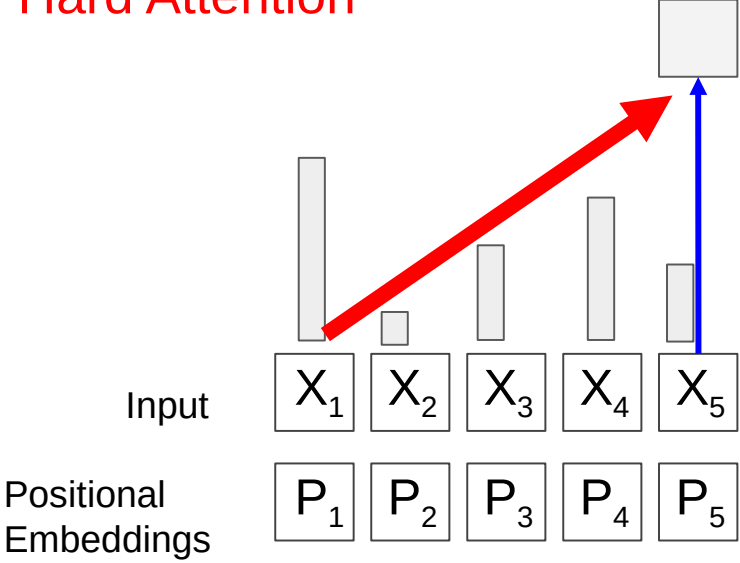 Hard Attention
Input X₁ X₂ X₃ X₄ X₅
Positional
Embeddings P₁ P₂ P₃ P₄ P₅